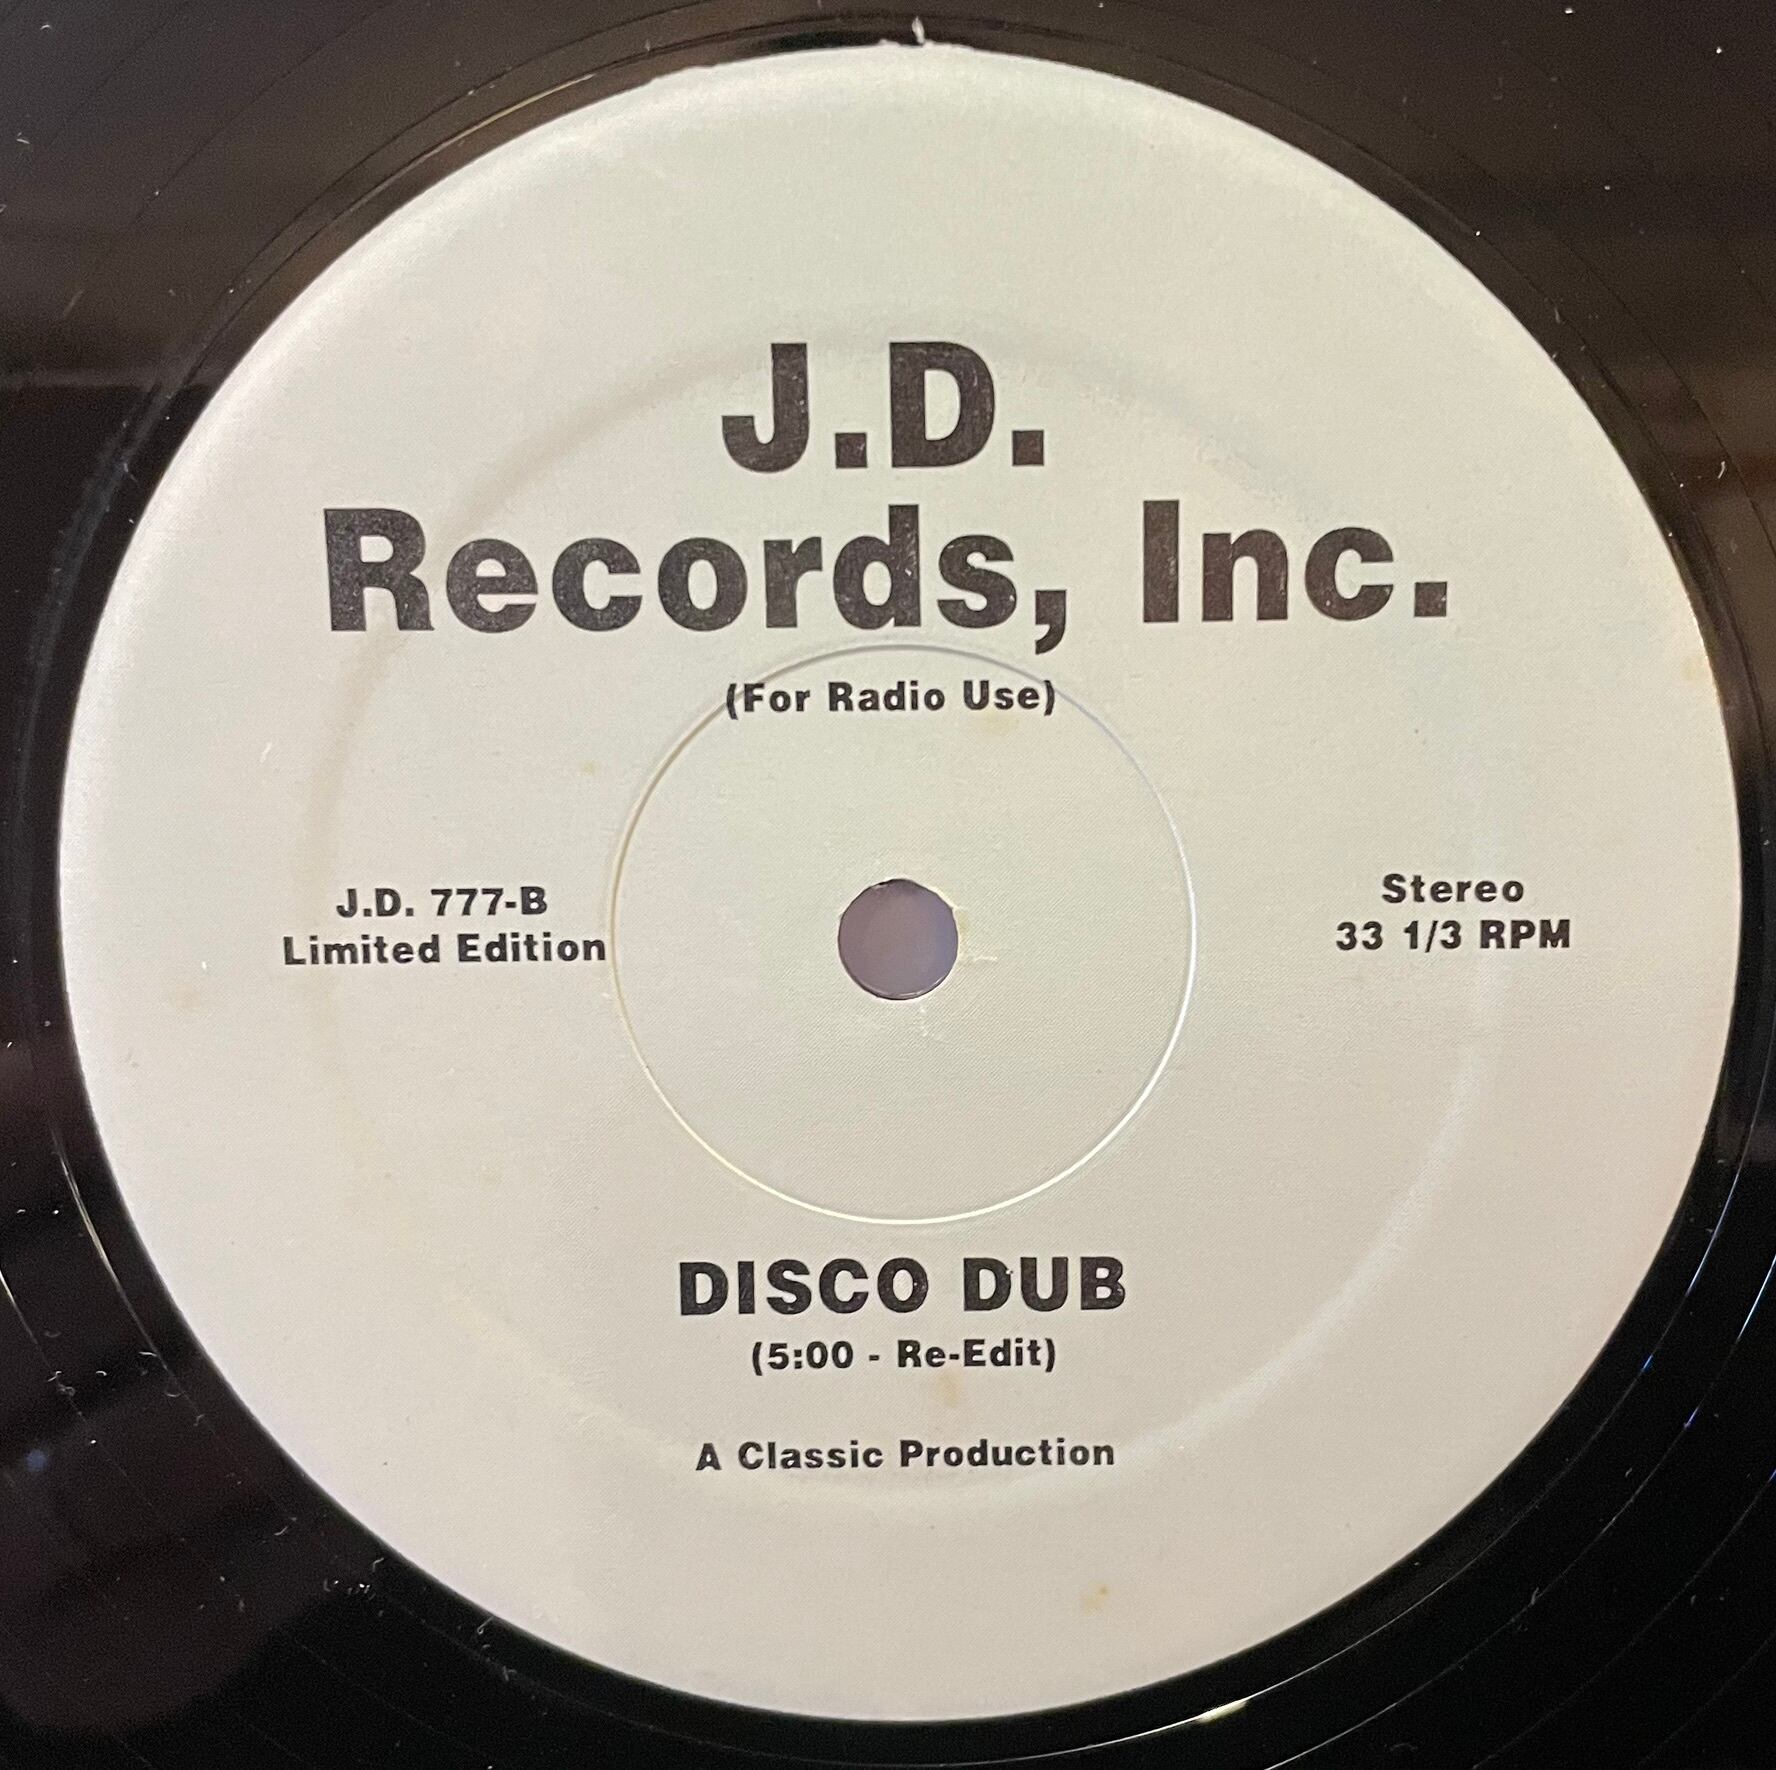 J.D.
Records, Inc.
(For Radio Use)
J.D. 777-B
Limited Edition
Stereo
33 1/3 RPM
DISCO DUB
(5:00 - Re-Edit)
A Classic Production